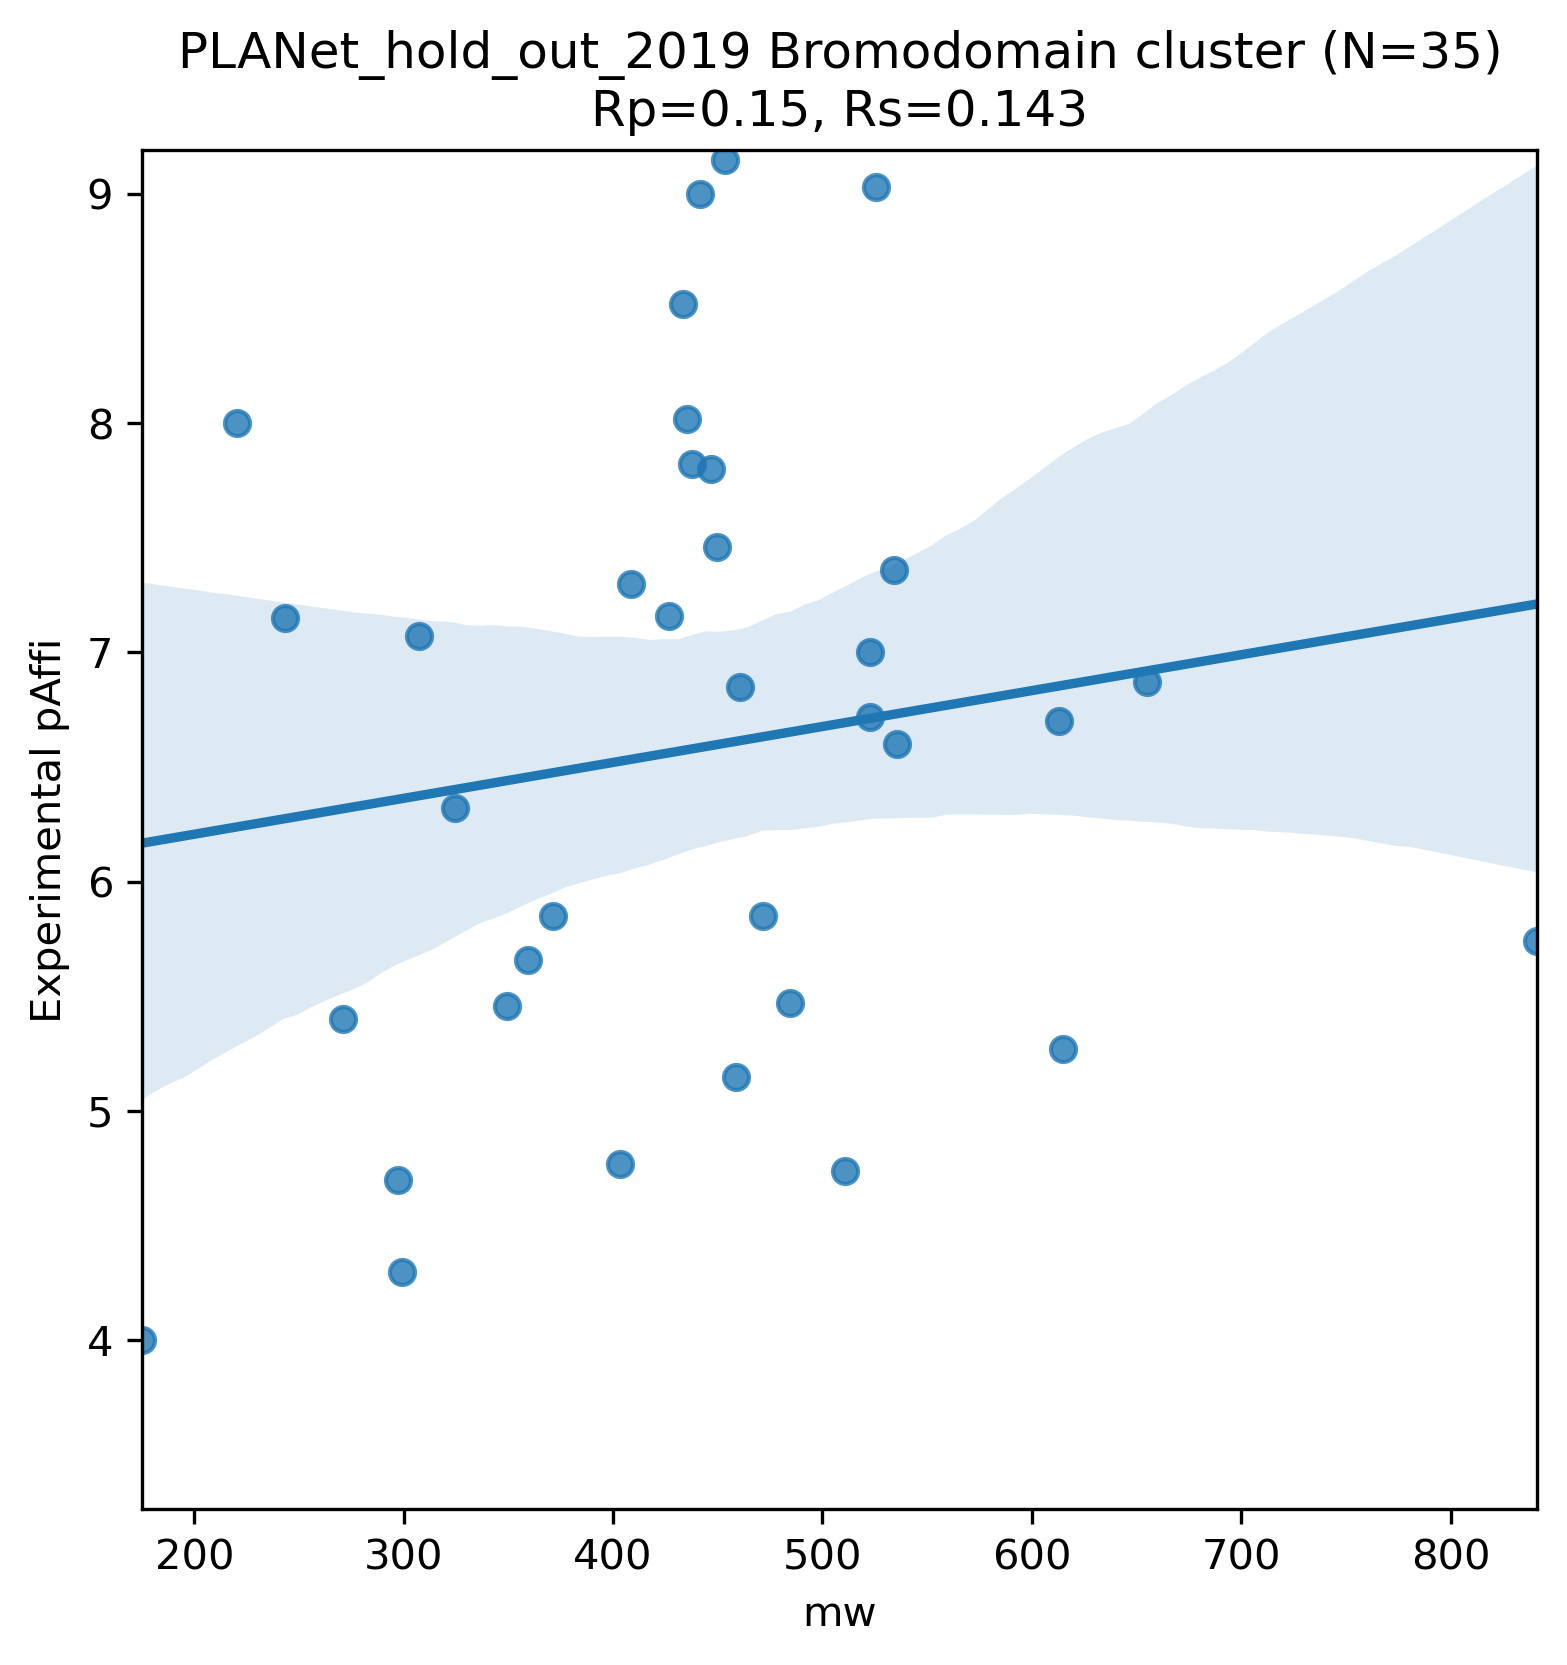 PLANet_hold_out_2019 Bromodomain cluster (N=35)
Rp=0.15, Rs=0.143
9
8
7
6
5
4
Experimental pAffi
200 300 400 500 600 700 800
mw